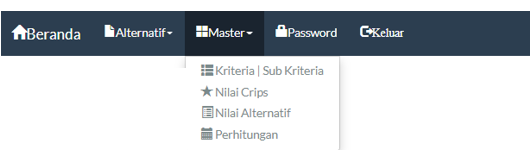 Beranda Alternatif Master Password Keluar
Kriteria | Sub Kriteria
Nilai Crips
Nilai Alternatif
Perhitungan